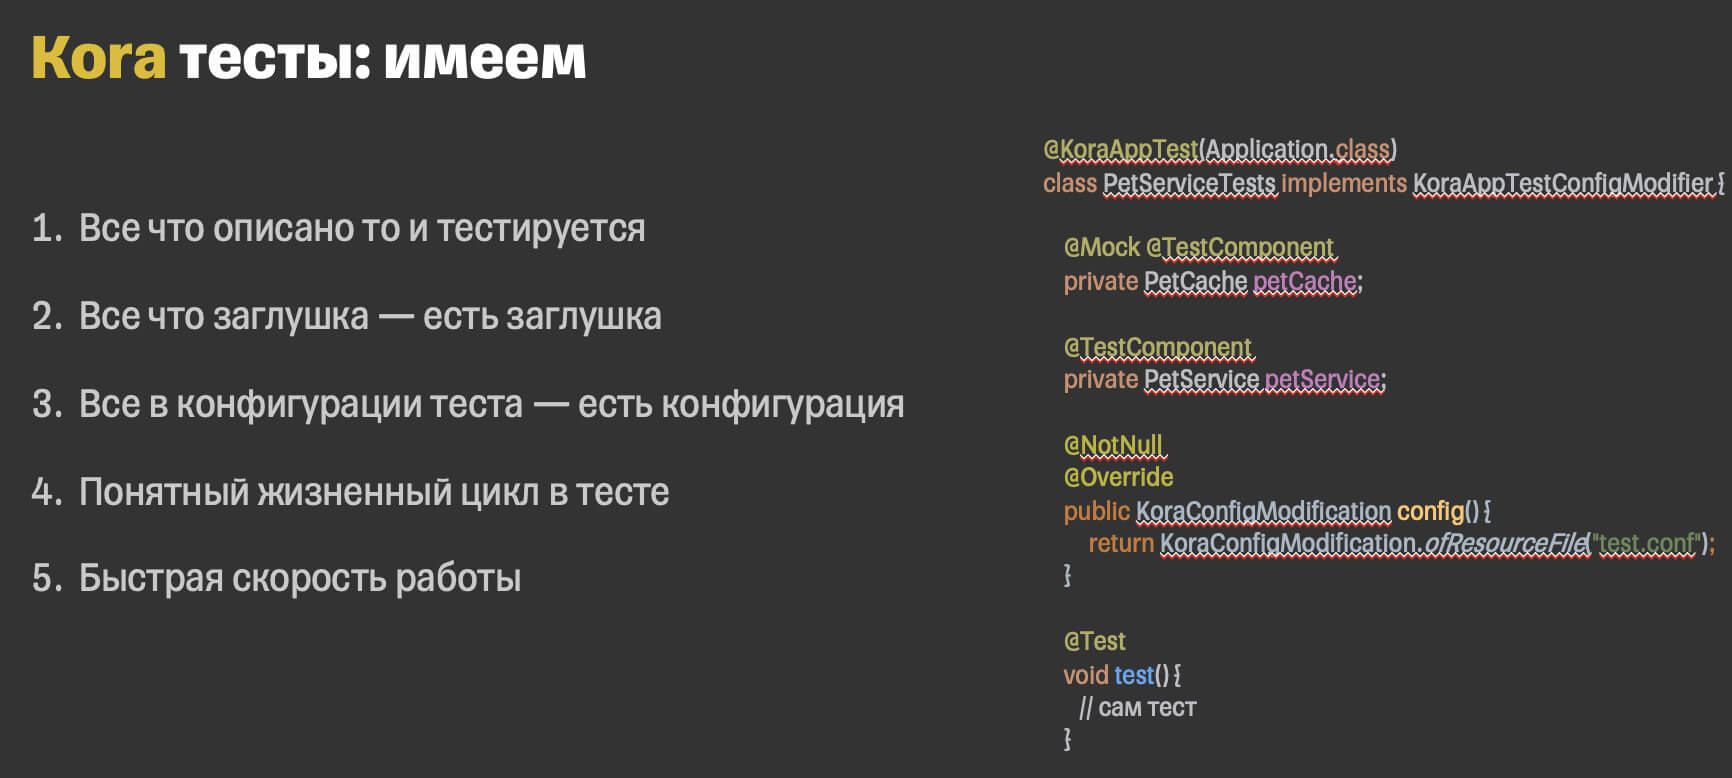 Kora тесты: имеем
1. Все что описано то и тестируется
2. Все что заглушка — есть заглушка
3. Все в конфигурации теста — есть конфигурация
4. Понятный жизненный цикл в тесте
5. Быстрая скорость работы
@KoraAppTest(Application.class)
class PetServiceTests implements KoraAppTestConfigModifier {
@Mock @TestComponent
private PetCache petCache;
@TestComponent
private PetService petService;
@NotNull
@Override
public KoraConfigModification config() {
return KoraConfigModification.ofResourceFile("test.conf");
}
@Test
void test() {
// сам тест
}